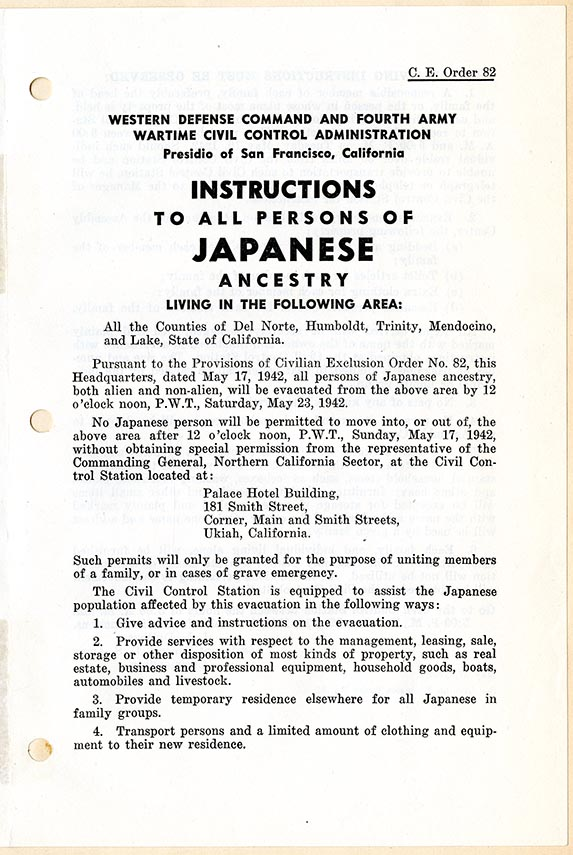 C. E. Order 82
WESTERN DEFENSE COMMAND AND FOURTH ARMY
WARTIME CIVIL CONTROL ADMINISTRATION
Presidio of San Francisco, California
INSTRUCTIONS
TO ALL PERSONS OF
JAPANESE
ANCESTRY
LIVING IN THE FOLLOWING AREA:
All the Counties of Del Norte, Humboldt, Trinity, Mendocino,
and Lake, State of California.
Pursuant to the Provisions of Civilian Exclusion Order No. 82, this
Headquarters, dated May 17, 1942, all persons of Japanese ancestry,
both alien and non-alien, will be evacuated from the above area by 12
o'clock noon, P.W.T., Saturday, May 23, 1942.
No Japanese person will be permitted to move into, or out of, the
above area after 12 o'clock noon, P.W.T., Sunday, May 17, 1942,
without obtaining special permission from the representative of the
Commanding General, Northern California Sector, at the Civil Con-
trol Station located at:
Palace Hotel Building,
181 Smith Street,
Corner, Main and Smith Streets,
Ukiah, California.
Such permits will only be granted for the purpose of uniting members
of a family, or in cases of grave emergency.
The Civil Control Station is equipped to assist the Japanese
population affected by this evacuation in the following ways:
1. Give advice and instructions on the evacuation.
2. Provide services with respect to the management, leasing, sale,
storage or other disposition of most kinds of property, such as real
estate, business and professional equipment, household goods, boats,
automobiles and livestock.
3. Provide temporary residence elsewhere for all Japanese in
family groups.
4. Transport persons and a limited amount of clothing and equip-
ment to their new residence.